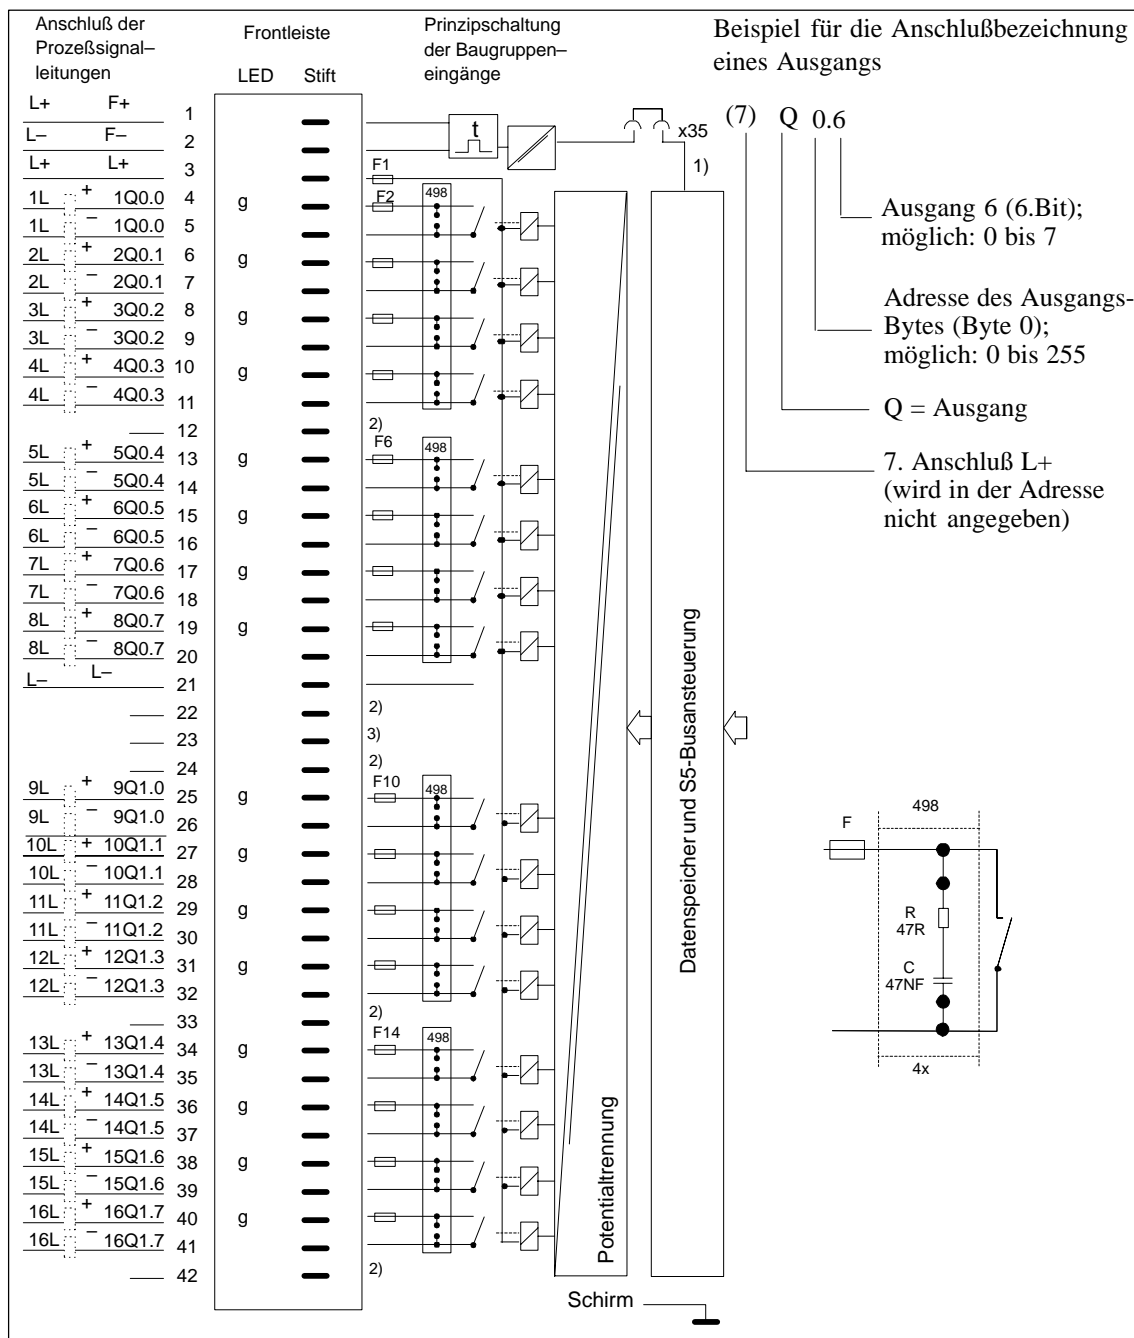 Anschluß der
Prozeßsignal–
leitungen
Frontleiste
LED Stift
Prinzipschaltung
der Baugruppen–
eingänge
Beispiel für die Anschlußbezeichnung
eines Ausgangs
L+ F+ 1
L– F– 2
L+ L+ 3
1L + 1Q0.0 4 g
1L – 1Q0.0 5
2L + 2Q0.1 6 g
2L – 2Q0.1 7
3L + 3Q0.2 8 g
3L – 3Q0.2 9
4L + 4Q0.3 10 g
4L – 4Q0.3 11
12 2)
5L + 5Q0.4 13 g
5L – 5Q0.4 14
6L + 6Q0.5 15 g
6L – 6Q0.5 16
7L + 7Q0.6 17 g
7L – 7Q0.6 18
8L + 8Q0.7 19 g
8L – 8Q0.7 20
L– L– 21
22 2)
23 3)
24 2)
9L + 9Q1.0 25 g
9L – 9Q1.0 26
10L + 10Q1.1 27 g
10L – 10Q1.1 28
11L + 11Q1.2 29 g
11L – 11Q1.2 30
12L + 12Q1.3 31 g
12L – 12Q1.3 32
33 2)
13L + 13Q1.4 34 g
13L – 13Q1.4 35
14L + 14Q1.5 36 g
14L – 14Q1.5 37
15L + 15Q1.6 38 g
15L – 15Q1.6 39
16L + 16Q1.7 40 g
16L – 16Q1.7 41
42 2)
t
x35
1)
F1
F2
498
F6
498
F10
498
F14
498
Potentialtrennung
Datenspeicher und S5-Busansteuerung
Schirm
(7) Q 0.6
Ausgang 6 (6.Bit);
möglich: 0 bis 7
Adresse des Ausgangs-
Bytes (Byte 0);
möglich: 0 bis 255
Q = Ausgang
7. Anschluß L+
(wird in der Adresse
nicht angegeben)
498
F
R
47R
C
47NF
4x